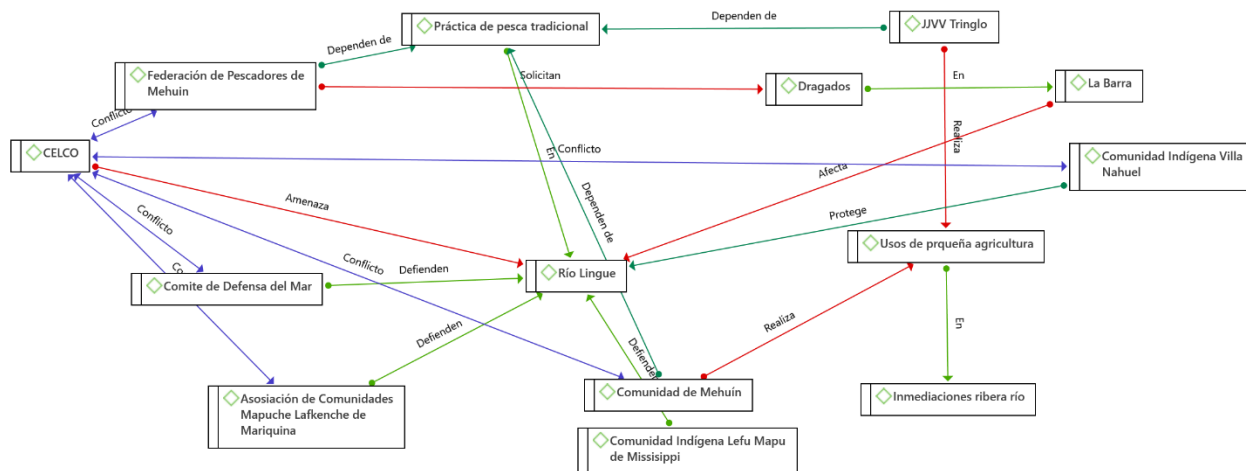 Dependen de
Práctica de pesca tradicional
JJVV Tringlo
Dependen de
Federación de Pescadores de
Mehuin
Solicitan
Dragados
En
La Barra
Conflicto
CELCO
En
Conflicto
Realiza
Afecta
Comunidad Indígena Villa
Nahuel
Amenaza
Dependen de
Protege
Conflicto
Usos de prqueña agricultura
Conflicto
Co
Defienden
Río Lingue
Comite de Defensa del Mar
Defienden
Realiza
En
Defienden
Asosiación de Comunidades
Mapuche Lafkenche de
Mariquina
Comunidad de Mehuín
Inmediaciones ribera río
Comunidad Indígena Lefu Mapu
de Missisippi